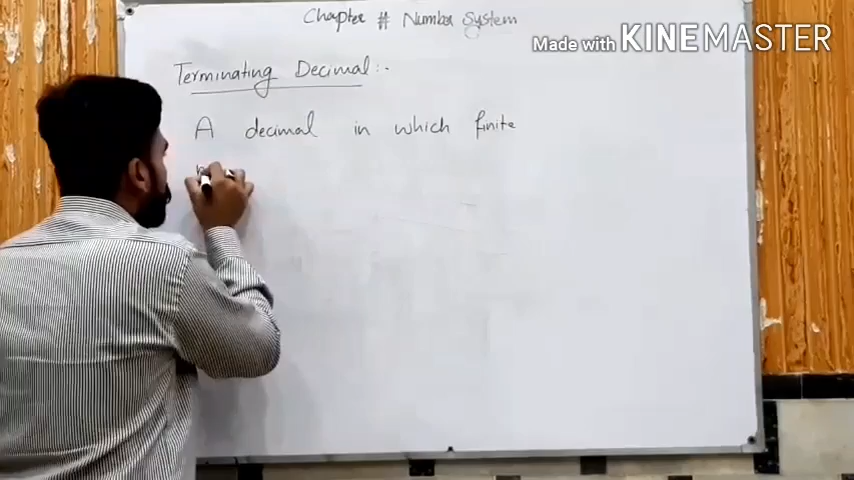 Chapter # Number System
Made with KINEMASTER
Terminating Decimal :-
A decimal in which finite